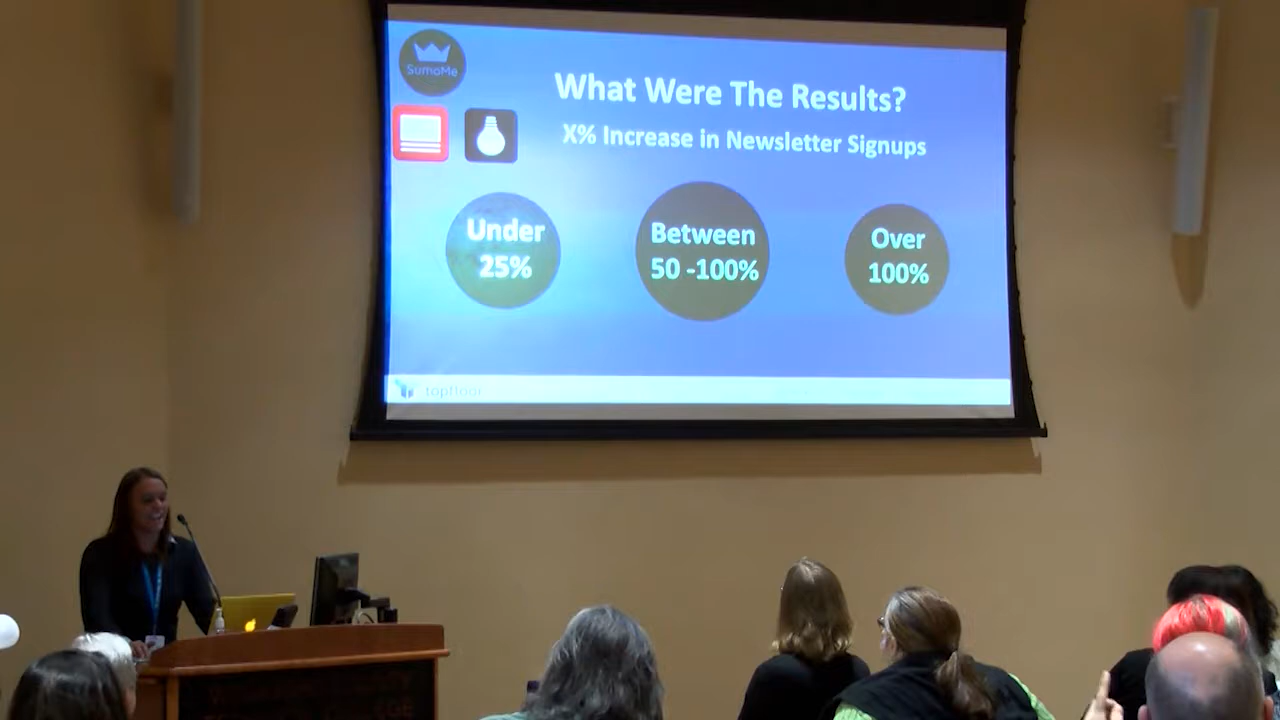 SumoMe
What Were The Results?
X% Increase in Newsletter Signups
Under
25%
Between
50 -100%
Over
100%
topfloor